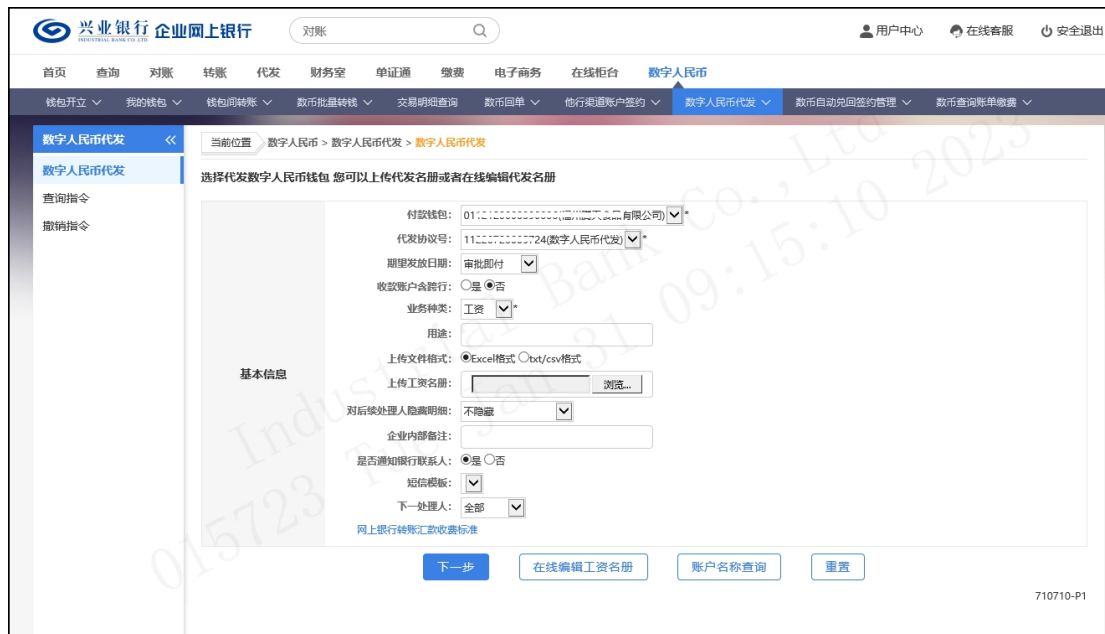 兴业银行 企业网上银行
INDUSTRIAL BANK CO.,LTD.
对账
用户中心 在线客服 安全退出
首页 查询 对账 转账 代发 财务室 单证通 缴费 电子商务 在线柜台 数字人民币
钱包开立 我的钱包 钱包间转账 数币批量转钱 交易明细查询 数币回单 他行渠道账户签约 数字人民币代发 数币自动兑回签约管理 数币查询账单缴费
数字人民币代发 «
数字人民币代发
查询指令
撤销指令
当前位置 数字人民币 > 数字人民币代发 > 数字人民币代发
选择代发数字人民币钱包 您可以上传代发名册或者在线编辑代发名册
基本信息
付款钱包: 有限公司) *
代发协议号: 724(数字人民币代发) *
期望发放日期: 审批即付
收款账户含跨行: 是 否
业务种类: 工资 *
用途:
上传文件格式: Excel格式 txt/csv格式
上传工资名册: 浏览...
对后续处理人隐藏明细: 不隐藏
企业内部备注:
是否通知银行联系人: 是 否
短信模板:
下一处理人: 全部
网上银行转账汇款收费标准
下一步 在线编辑工资名册 账户名称查询 重置
710710-P1
Industrial Bank Co., Ltd
015723 Tue Jan 31 09:15:10 2023